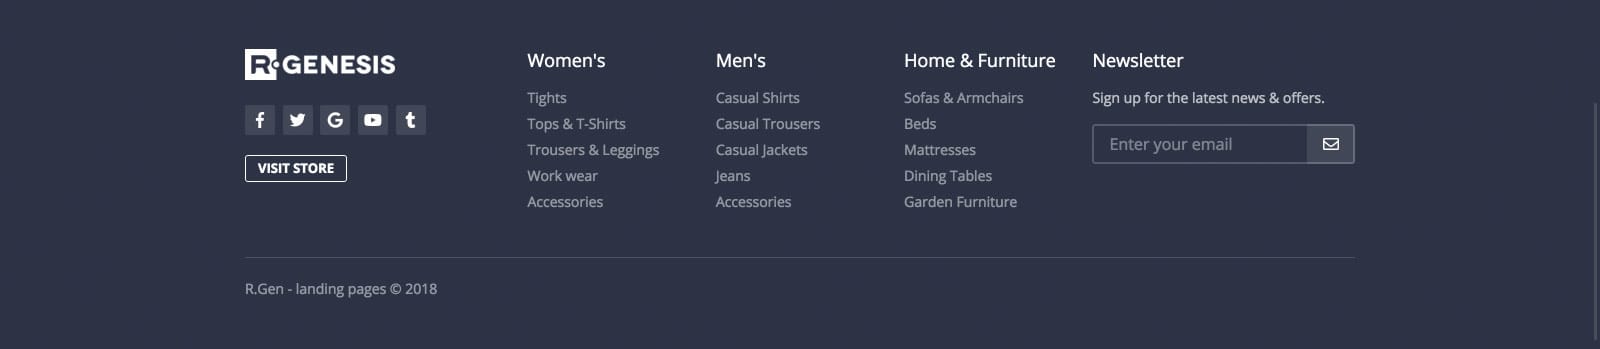 R GENESIS
VISIT STORE
Women's
Tights
Tops & T-Shirts
Trousers & Leggings
Work wear
Accessories
Men's
Casual Shirts
Casual Trousers
Casual Jackets
Jeans
Accessories
Home & Furniture
Sofas & Armchairs
Beds
Mattresses
Dining Tables
Garden Furniture
Newsletter
Sign up for the latest news & offers.
Enter your email
R.Gen - landing pages © 2018